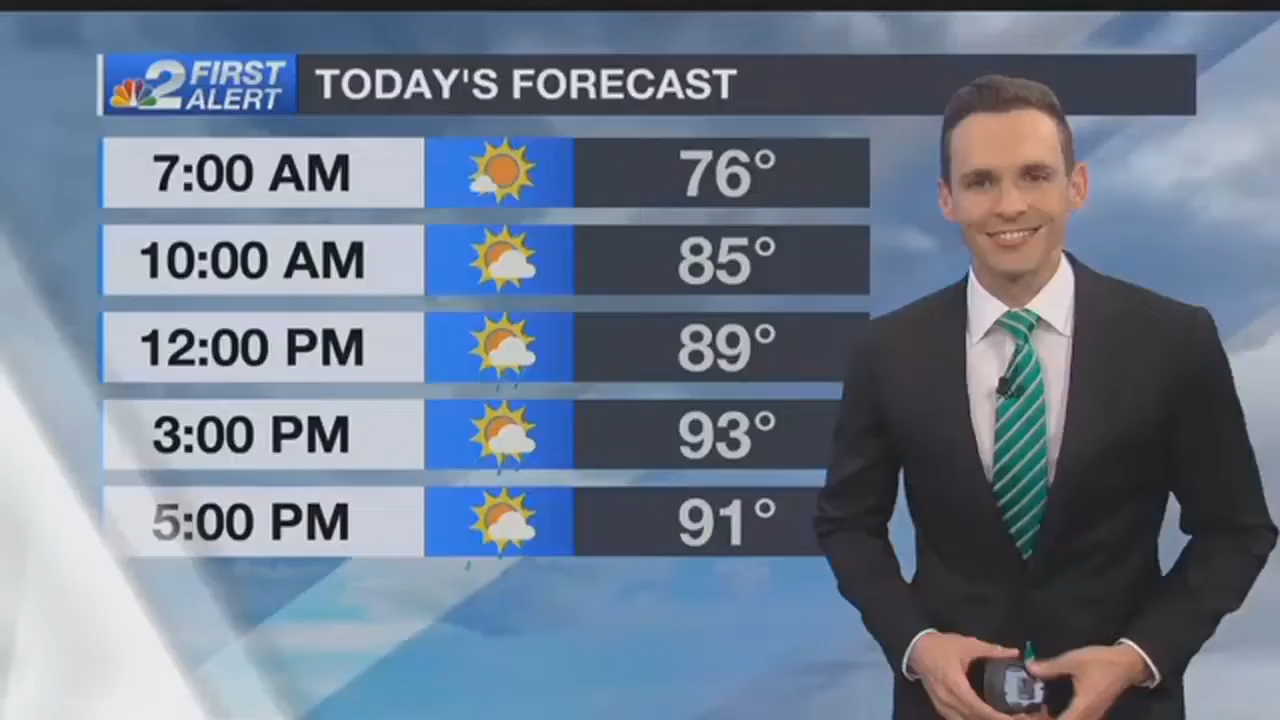 2 FIRST ALERT
TODAY'S FORECAST
7:00 AM 76°
10:00 AM 85°
12:00 PM 89°
3:00 PM 93°
5:00 PM 91°